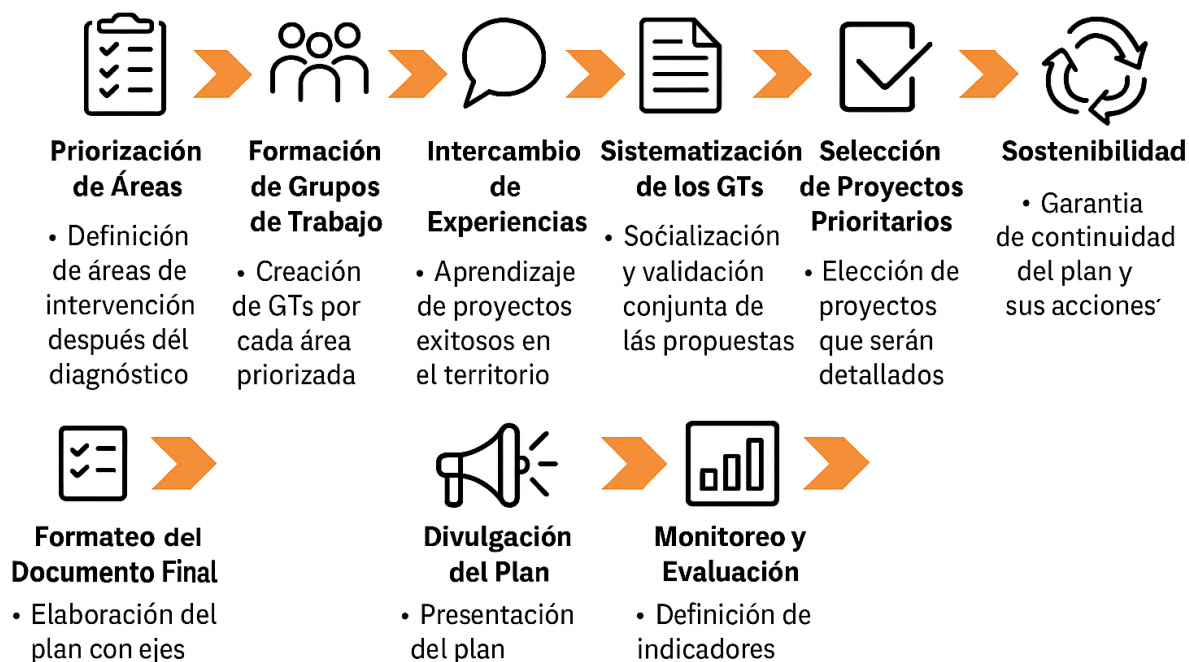 Priorización
de Áreas
• Definición
de áreas de
intervención
después dél
diagnóstico
Formación
de Grupos
de Trabajo
• Creación
de GTs por
cada área
priorizada
Intercambio
de
Experiencias
• Aprendizaje
de proyectos
exitosos en
el territorio
Sistematización
de los GTs
• Soćialización
y validación
conjunta de
lás propuestas
Selección
de Proyectos
Prioritarios
• Elección de
proyectos
que serán
detallados
Sostenibilidad
• Garantia
de continuidad
del plan y
sus acciones´
Formateo del
Documento Final
• Elaboración del
plan con ejes
Divulgación
del Plan
• Presentación
del plan
Monitoreo y
Evaluación
• Definición de
indicadores